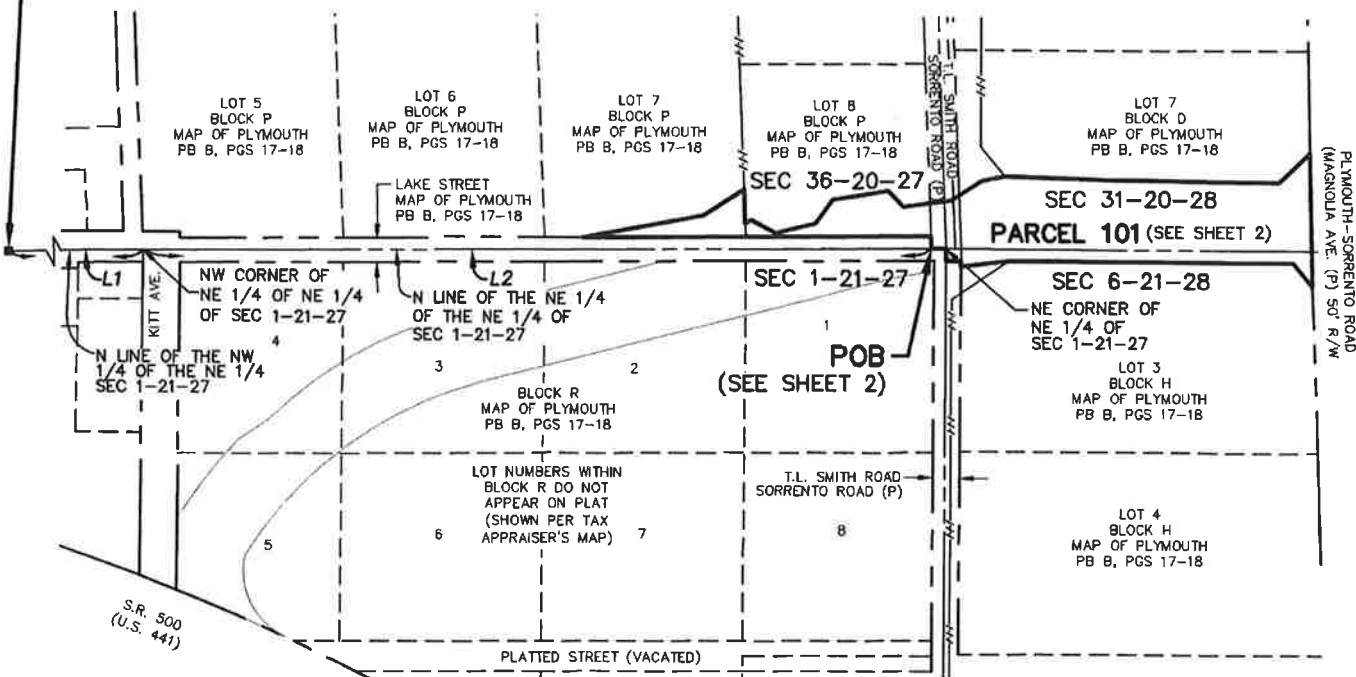 LOT 5
BLOCK P
MAP OF PLYMOUTH
PB B, PGS 17-18
LOT 6
BLOCK P
MAP OF PLYMOUTH
PB B, PGS 17-18
LOT 7
BLOCK P
MAP OF PLYMOUTH
PB B, PGS 17-18
LOT 8
BLOCK P
MAP OF PLYMOUTH
PB B, PGS 17-18
SORRENTO ROAD (P)
T.L. SMITH ROAD
LOT 7
BLOCK D
MAP OF PLYMOUTH
PB B, PGS 17-18
PLYMOUTH-SORRENTO ROAD
(MAGNOLIA AVE. (P) 50' R/W
LAKE STREET
MAP OF PLYMOUTH
PB B, PGS 17-18
SEC 36-20-27
SEC 31-20-28
PARCEL 101 (SEE SHEET 2)
L1
KITT AVE.
NW CORNER OF
NE 1/4 OF NE 1/4
OF SEC 1-21-27
L2
N LINE OF THE NE 1/4
OF THE NE 1/4 OF
SEC 1-21-27
SEC 1-21-27
SEC 6-21-28
NE CORNER OF
NE 1/4 OF
SEC 1-21-27
N LINE OF THE NW
1/4 OF THE NE 1/4
SEC 1-21-27
4
3
2
1
POB
(SEE SHEET 2)
BLOCK R
MAP OF PLYMOUTH
PB B, PGS 17-18
LOT 3
BLOCK H
MAP OF PLYMOUTH
PB B, PGS 17-18
LOT NUMBERS WITHIN
BLOCK R DO NOT
APPEAR ON PLAT
(SHOWN PER TAX
APPRAISER'S MAP)
T.L. SMITH ROAD
SORRENTO ROAD (P)
5
6
7
8
LOT 4
BLOCK H
MAP OF PLYMOUTH
PB B, PGS 17-18
S.R. 500
(U.S. 441)
PLATTED STREET (VACATED)